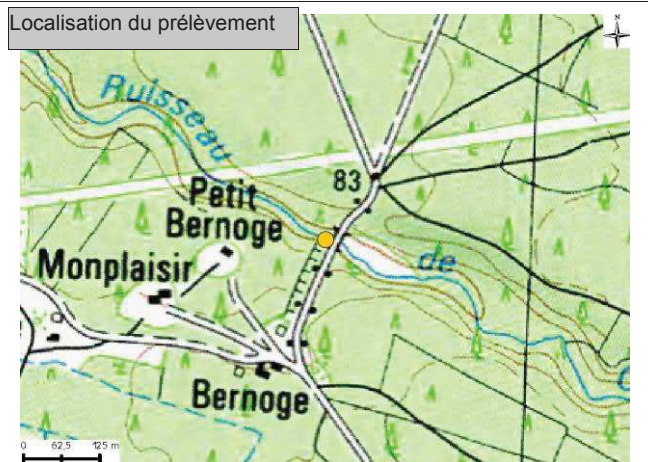 Localisation du prélèvement
N
Ruisseau
83
Petit
Bernoge
de
Monplaisir
Bernoge
0 62,5 125 m